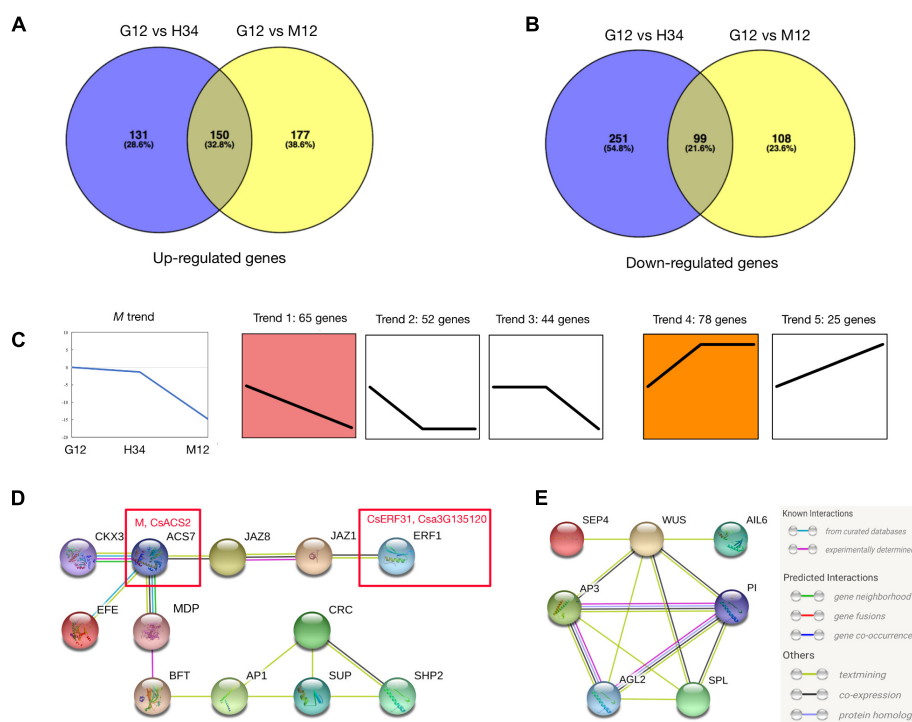 A
G12 vs H34
G12 vs M12
131
(28.6%)
150
(32.8%)
177
(38.6%)
Up-regulated genes
B
G12 vs H34
G12 vs M12
251
(54.8%)
99
(21.6%)
108
(23.6%)
Down-regulated genes
C
M trend
10
5
0
-5
-10
-15
-20
G12
H34
M12
Trend 1: 65 genes
Trend 2: 52 genes
Trend 3: 44 genes
Trend 4: 78 genes
Trend 5: 25 genes
D
M, CsACS2
CsERF31, Csa3G135120
CKX3
ACS7
JAZ8
JAZ1
ERF1
EFE
MDP
CRC
BFT
AP1
SUP
SHP2
E
SEP4
WUS
AIL6
AP3
PI
AGL2
SPL
Known Interactions
from curated databases
experimentally determine
Predicted Interactions
gene neighborhood
gene fusions
gene co-occurrence
Others
textmining
co-expression
protein homolog